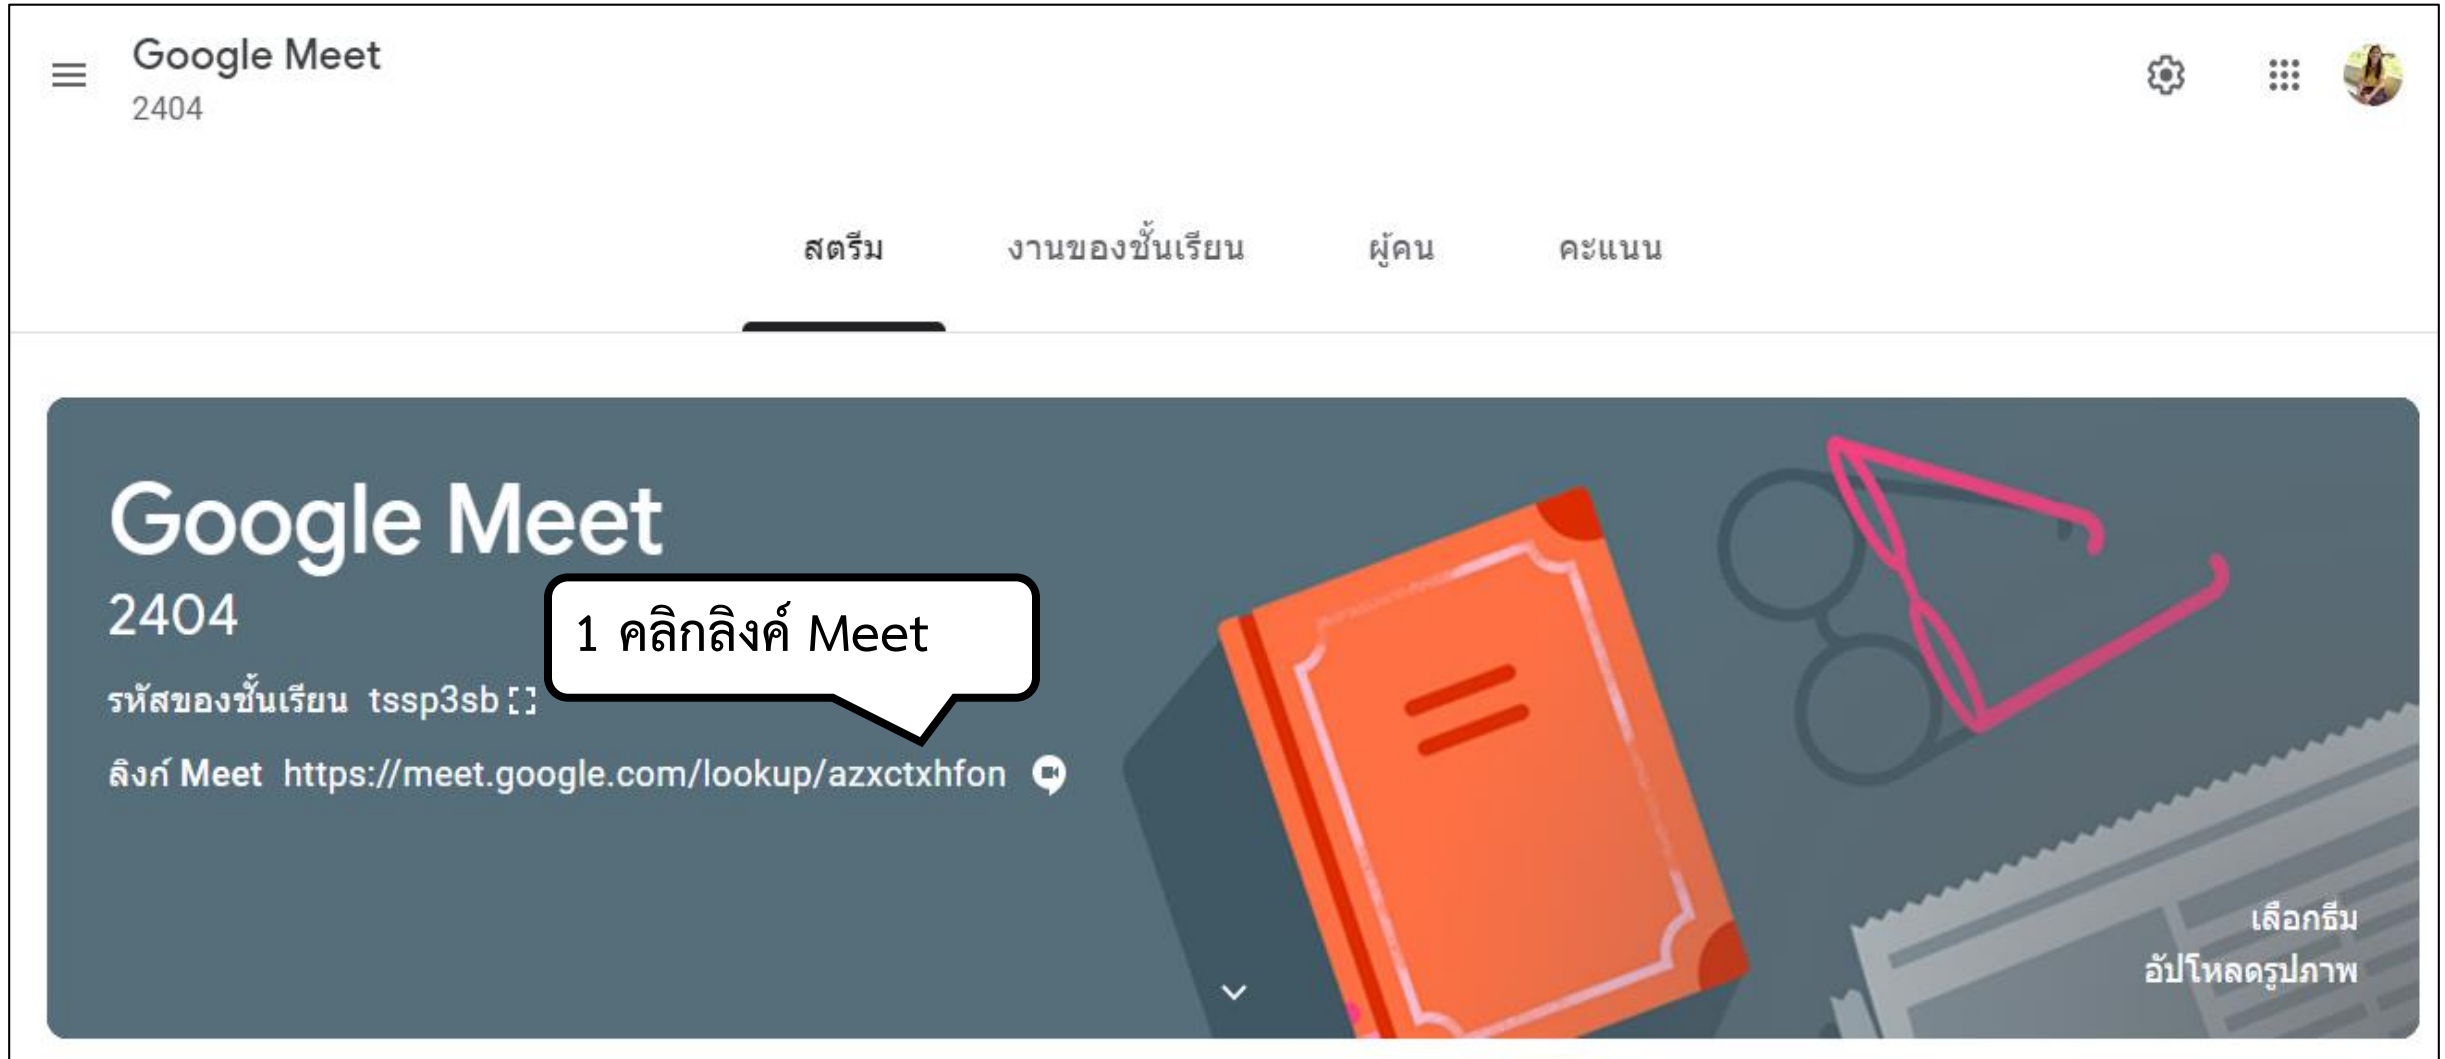 Google Meet
2404
สตรีม งานของชั้นเรียน ผู้คน คะแนน
Google Meet
2404
1 คลิกลิงค์ Meet
รหัสของชั้นเรียน tssp3sb
ลิงก์ Meet https://meet.google.com/lookup/azxctxhfon
เลือกธีม
อัปโหลดรูปภาพ